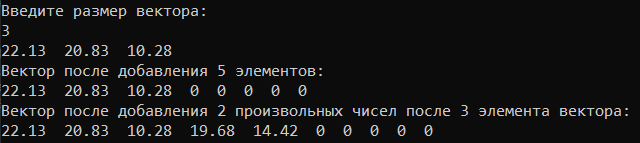 Введите размер вектора:
3
22.13  20.83  10.28
Вектор после добавления 5 элементов:
22.13  20.83  10.28  0  0  0  0  0
Вектор после добавления 2 произвольных чисел после 3 элемента вектора:
22.13  20.83  10.28  19.68  14.42  0  0  0  0  0